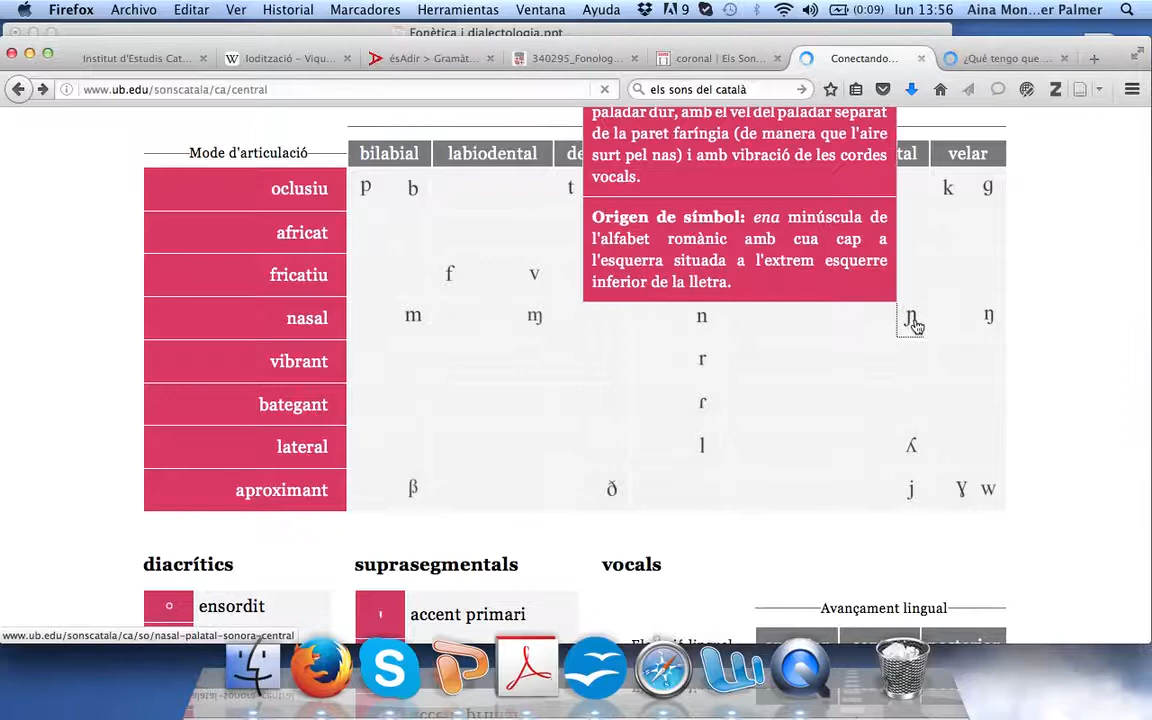 Firefox Archivo Editar Ver Historial Marcadores Herramientas Ventana Ayuda 9 (0:09) lun 13:56 Aina Mon...er Palmer
Fonètica i dialectologia.ppt
Institut d'Estudis Cat... Iodització – Viqu... ésAdir > Gramàt... 340295_Fonolog... coronal | Els Son... Conectando... ¿Qué tengo que ...
www.ub.edu/sonscatala/ca/central els sons del català
paladar dur, amb el vel del paladar separat
de la paret faríngia (de manera que l'aire
surt pel nas) i amb vibració de les cordes
vocals.
Origen de símbol: ena minúscula de
l'alfabet romànic amb cua cap a
l'esquerra situada a l'extrem esquerre
inferior de la lletra.
Mode d'articulació bilabial labiodental de tal velar
oclusiu p b t k ɡ
africat
fricatiu f v
nasal m ɱ n ɲ ŋ
vibrant r
bategant ɾ
lateral l ʎ
aproximant β ð j ɣ w
diacrítics suprasegmentals vocals
ensordit ˈ accent primari
Avançament lingual
www.ub.edu/sonscatala/ca/so/nasal-palatal-sonora-central